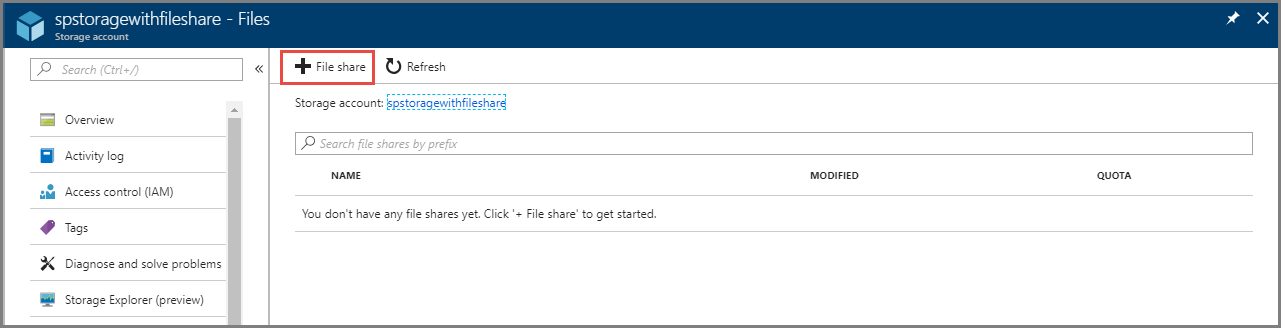 spstoragewithfileshare - Files
Storage account
Search (Ctrl+/)
«
Overview
Activity log
Access control (IAM)
Tags
Diagnose and solve problems
Storage Explorer (preview)
+ File share Refresh
Storage account: spstoragewithfileshare
Search file shares by prefix
NAME MODIFIED QUOTA
You don't have any file shares yet. Click '+ File share' to get started.